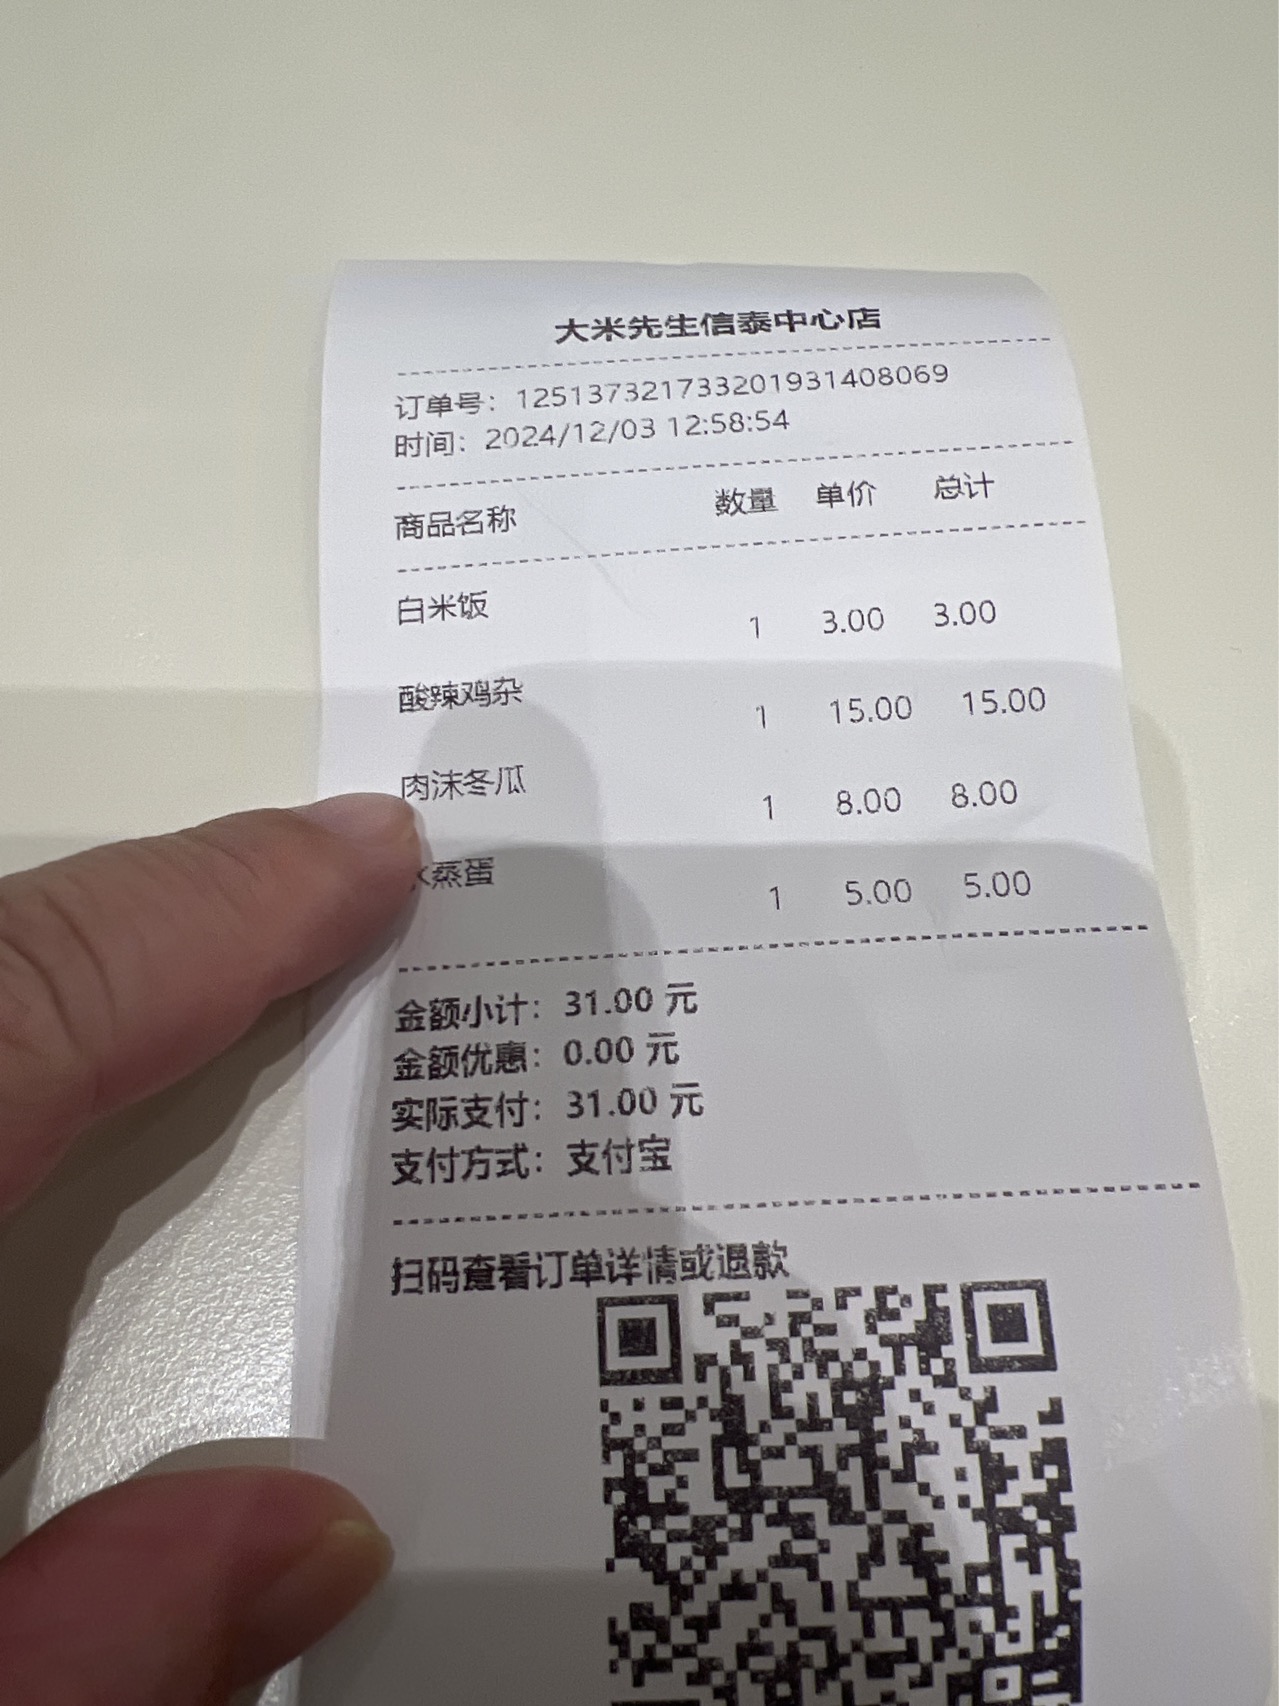 大米先生信泰中心店
订单号：125137321733201931408069
时间：2024/12/03 12:58:54
商品名称 数量 单价 总计
白米饭 1 3.00 3.00
酸辣鸡杂 1 15.00 15.00
肉沫冬瓜 1 8.00 8.00
水蒸蛋 1 5.00 5.00
金额小计：31.00 元
金额优惠：0.00 元
实际支付：31.00 元
支付方式：支付宝
扫码查看订单详情或退款